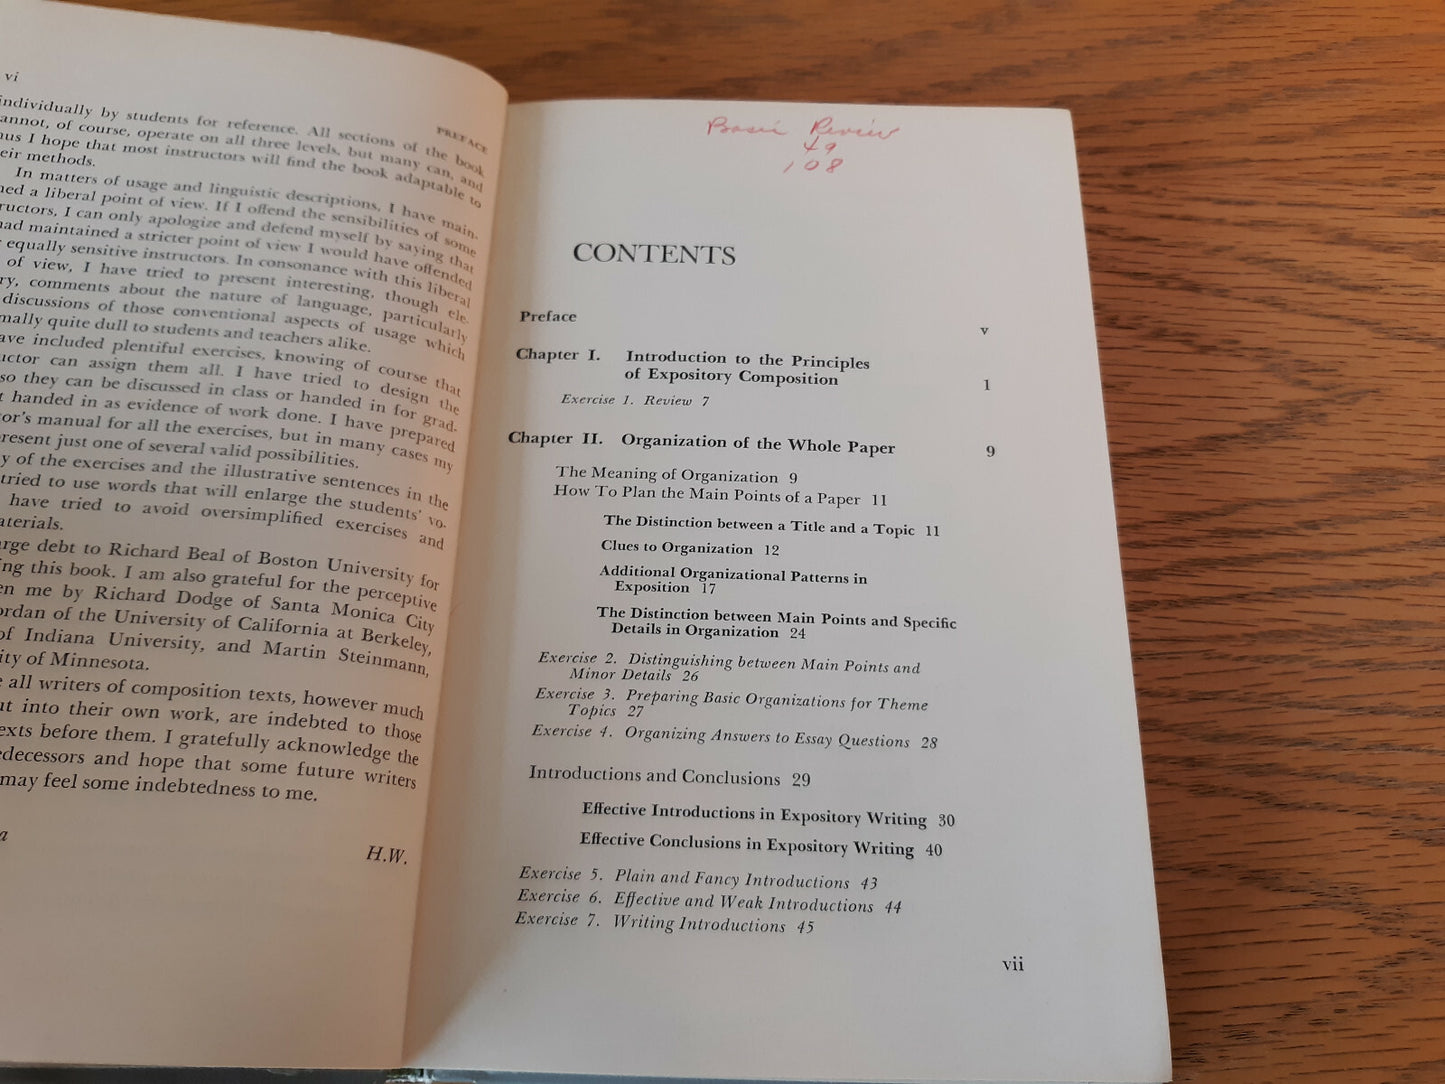 vi
PREFACE
individually by students for reference. All sections of the book
cannot, of course, operate on all three levels, but many can, and
I hope that most instructors will find the book adaptable to
their methods.
In matters of usage and linguistic descriptions, I have main-
ned a liberal point of view. If I offend the sensibilities of some
ructors, I can only apologize and defend myself by saying that
had maintained a stricter point of view I would have offended
equally sensitive instructors. In consonance with this liberal
of view, I have tried to present interesting, though ele-
ry, comments about the nature of language, particularly
discussions of those conventional aspects of usage which
mally quite dull to students and teachers alike.
ave included plentiful exercises, knowing of course that
uctor can assign them all. I have tried to design the
so they can be discussed in class or handed in for grad-
t handed in as evidence of work done. I have prepared
tor's manual for all the exercises, but in many cases my
present just one of several valid possibilities.
y of the exercises and the illustrative sentences in the
tried to use words that will enlarge the students' vo-
have tried to avoid oversimplified exercises and
aterials.
arge debt to Richard Beal of Boston University for
ing this book. I am also grateful for the perceptive
en me by Richard Dodge of Santa Monica City
ordan of the University of California at Berkeley,
of Indiana University, and Martin Steinmann,
ity of Minnesota.
e all writers of composition texts, however much
ut into their own work, are indebted to those
exts before them. I gratefully acknowledge the
edecessors and hope that some future writers
may feel some indebtedness to me.
a
H.W.
Basic Review
49
108
CONTENTS
Preface v
Chapter I. Introduction to the Principles
of Expository Composition 1
Exercise 1. Review 7
Chapter II. Organization of the Whole Paper 9
The Meaning of Organization 9
How To Plan the Main Points of a Paper 11
The Distinction between a Title and a Topic 11
Clues to Organization 12
Additional Organizational Patterns in
Exposition 17
The Distinction between Main Points and Specific
Details in Organization 24
Exercise 2. Distinguishing between Main Points and
Minor Details 26
Exercise 3. Preparing Basic Organizations for Theme
Topics 27
Exercise 4. Organizing Answers to Essay Questions 28
Introductions and Conclusions 29
Effective Introductions in Expository Writing 30
Effective Conclusions in Expository Writing 40
Exercise 5. Plain and Fancy Introductions 43
Exercise 6. Effective and Weak Introductions 44
Exercise 7. Writing Introductions 45
vii